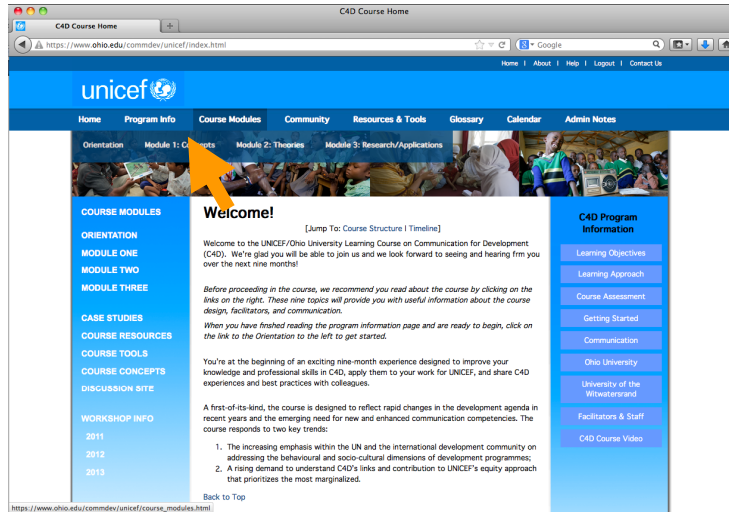 C4D Course Home
C4D Course Home
https://www.ohio.edu/commdev/unicef/index.html
Google
Home | About | Help | Logout | Contact Us
unicef
Home Program Info Course Modules Community Resources & Tools Glossary Calendar Admin Notes
Orientation Module 1: Concepts Module 2: Theories Module 3: Research/Applications
COURSE MODULES
ORIENTATION
MODULE ONE
MODULE TWO
MODULE THREE
CASE STUDIES
COURSE RESOURCES
COURSE TOOLS
COURSE CONCEPTS
DISCUSSION SITE
WORKSHOP INFO
2011
2012
2013
Welcome!
[Jump To: Course Structure | Timeline]
Welcome to the UNICEF/Ohio University Learning Course on Communication for Development
(C4D). We're glad you will be able to join us and we look forward to seeing and hearing frm you
over the next nine months!
Before proceeding in the course, we recommend you read about the course by clicking on the
links on the right. These nine topics will provide you with useful information about the course
design, facilitators, and communication.
When you have finshed reading the program information page and are ready to begin, click on
the link to the Orientation to the left to get started.
You're at the beginning of an exciting nine-month experience designed to improve your
knowledge and professional skills in C4D, apply them to your work for UNICEF, and share C4D
experiences and best practices with colleagues.
A first-of-its-kind, the course is designed to reflect rapid changes in the development agenda in
recent years and the emerging need for new and enhanced communication competencies. The
course responds to two key trends:
1. The increasing emphasis within the UN and the international development community on
addressing the behavioural and socio-cultural dimensions of development programmes;
2. A rising demand to understand C4D's links and contribution to UNICEF's equity approach
that prioritizes the most marginalized.
Back to Top
C4D Program
Information
Learning Objectives
Learning Approach
Course Assessment
Getting Started
Communication
Ohio University
University of the
Witwatersrand
Facilitators & Staff
C4D Course Video
https://www.ohio.edu/commdev/unicef/course_modules.html